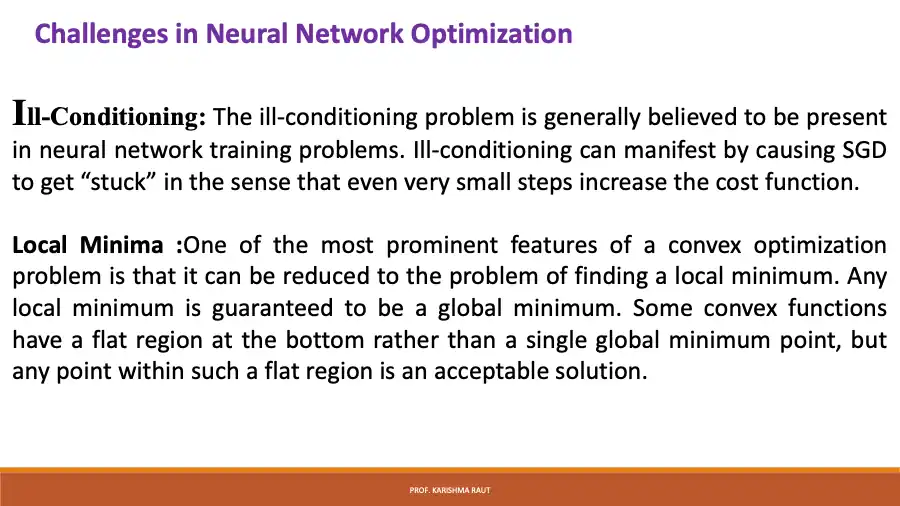 Challenges in Neural Network Optimization
Ill-Conditioning: The ill-conditioning problem is generally believed to be present
in neural network training problems. Ill-conditioning can manifest by causing SGD
to get “stuck” in the sense that even very small steps increase the cost function.
Local Minima :One of the most prominent features of a convex optimization
problem is that it can be reduced to the problem of finding a local minimum. Any
local minimum is guaranteed to be a global minimum. Some convex functions
have a flat region at the bottom rather than a single global minimum point, but
any point within such a flat region is an acceptable solution.
PROF. KARISHMA RAUT